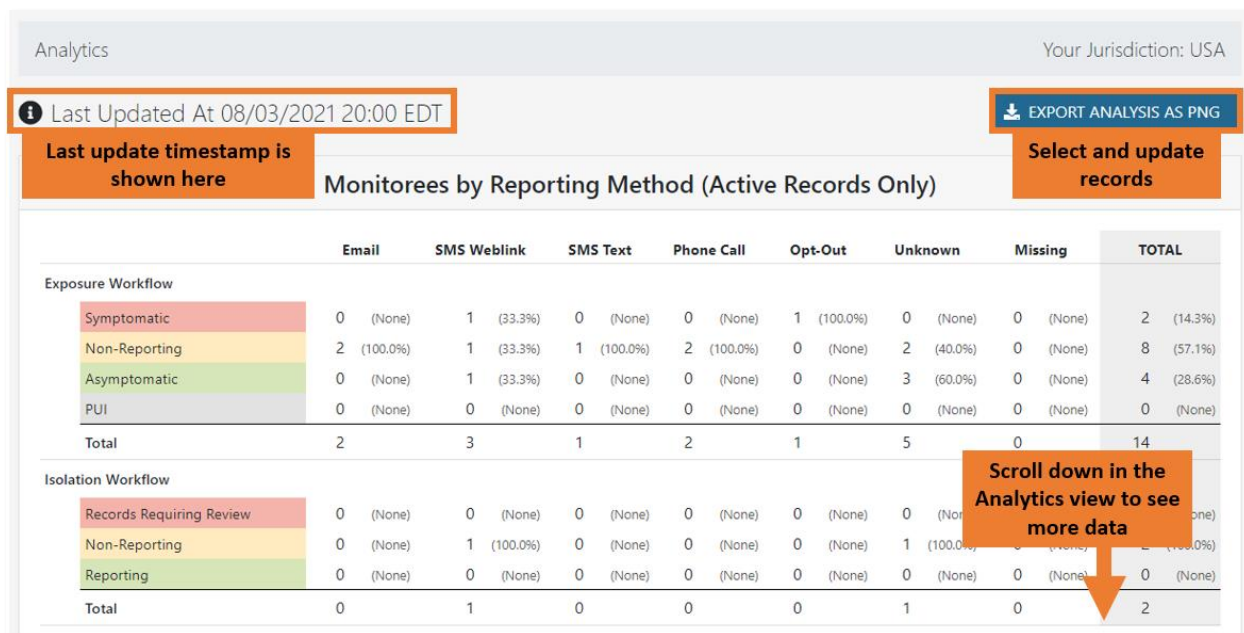 Analytics Your Jurisdiction: USA
Last Updated At 08/03/2021 20:00 EDT
EXPORT ANALYSIS AS PNG
Last update timestamp is
shown here
Select and update
records
Monitorees by Reporting Method (Active Records Only)
Email SMS Weblink SMS Text Phone Call Opt-Out Unknown Missing TOTAL
Exposure Workflow
Symptomatic 0 (None) 1 (33.3%) 0 (None) 0 (None) 1 (100.0%) 0 (None) 0 (None) 2 (14.3%)
Non-Reporting 2 (100.0%) 1 (33.3%) 1 (100.0%) 2 (100.0%) 0 (None) 2 (40.0%) 0 (None) 8 (57.1%)
Asymptomatic 0 (None) 1 (33.3%) 0 (None) 0 (None) 0 (None) 3 (60.0%) 0 (None) 4 (28.6%)
PUI 0 (None) 0 (None) 0 (None) 0 (None) 0 (None) 0 (None) 0 (None) 0 (None)
Total 2 3 1 2 1 5 0 14
Isolation Workflow
Scroll down in the
Analytics view to see
more data
Records Requiring Review 0 (None) 0 (None) 0 (None) 0 (None) 0 (None) 0
Non-Reporting 0 (None) 1 (100.0%) 0 (None) 0 (None) 0 (None) 1
Reporting 0 (None) 0 (None) 0 (None) 0 (None) 0 (None) 0 (None) 0 (None) 0 (None)
Total 0 1 0 0 0 1 0 2